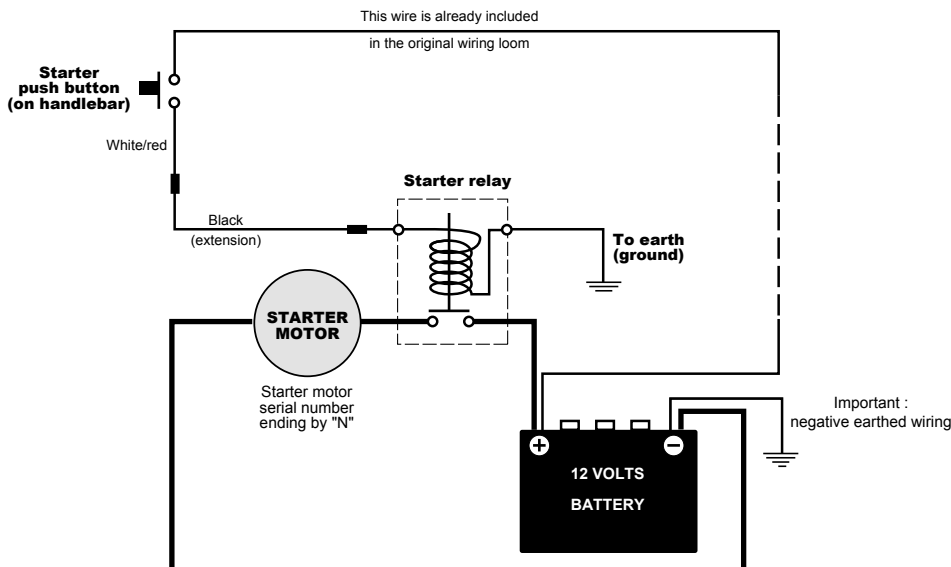 This wire is already included
in the original wiring loom
Starter
push button
(on handlebar)
White/red
Starter relay
Black
(extension)
To earth
(ground)
STARTER
MOTOR
Starter motor
serial number
ending by "N"
Important :
negative earthed wiring
+
−
12 VOLTS
BATTERY